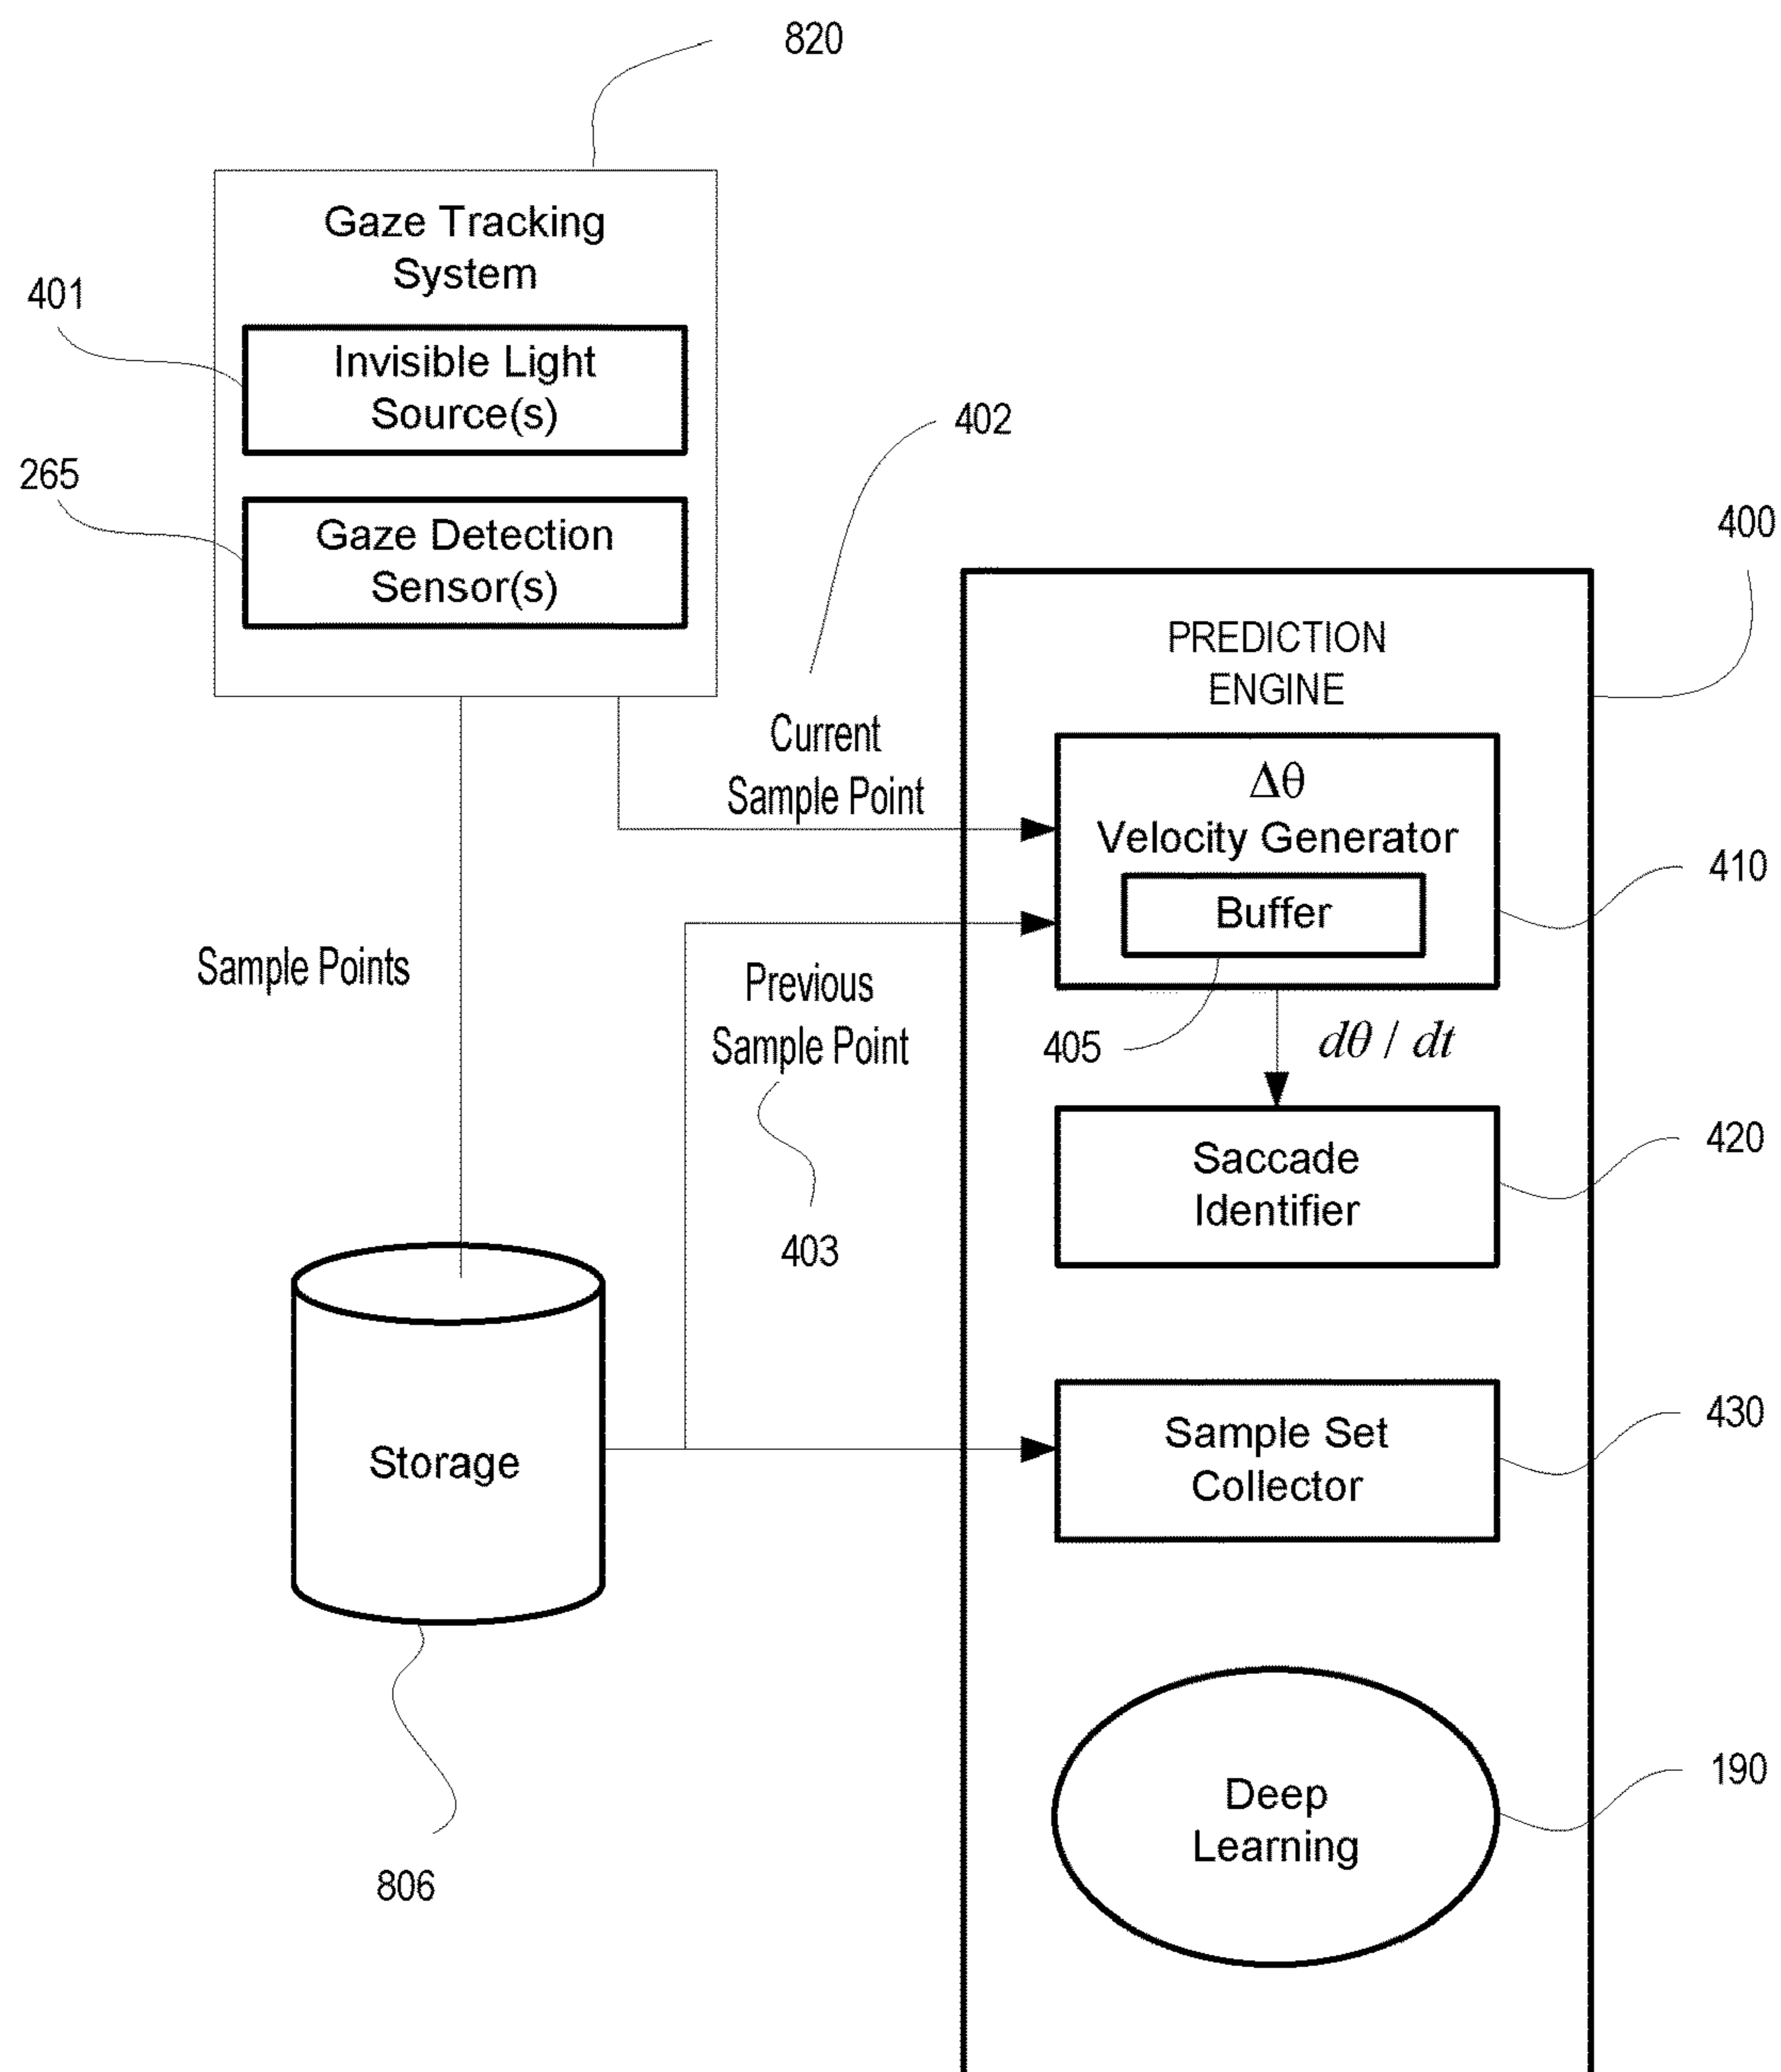 820
Gaze Tracking
System
401
Invisible Light
Source(s)
402
265
Gaze Detection
Sensor(s)
400
PREDICTION
ENGINE
Current
Sample Point
Δθ
Velocity Generator
410
Buffer
Sample Points
Previous
Sample Point
405
dθ / dt
420
Saccade
Identifier
403
430
Sample Set
Collector
Storage
190
Deep
Learning
806